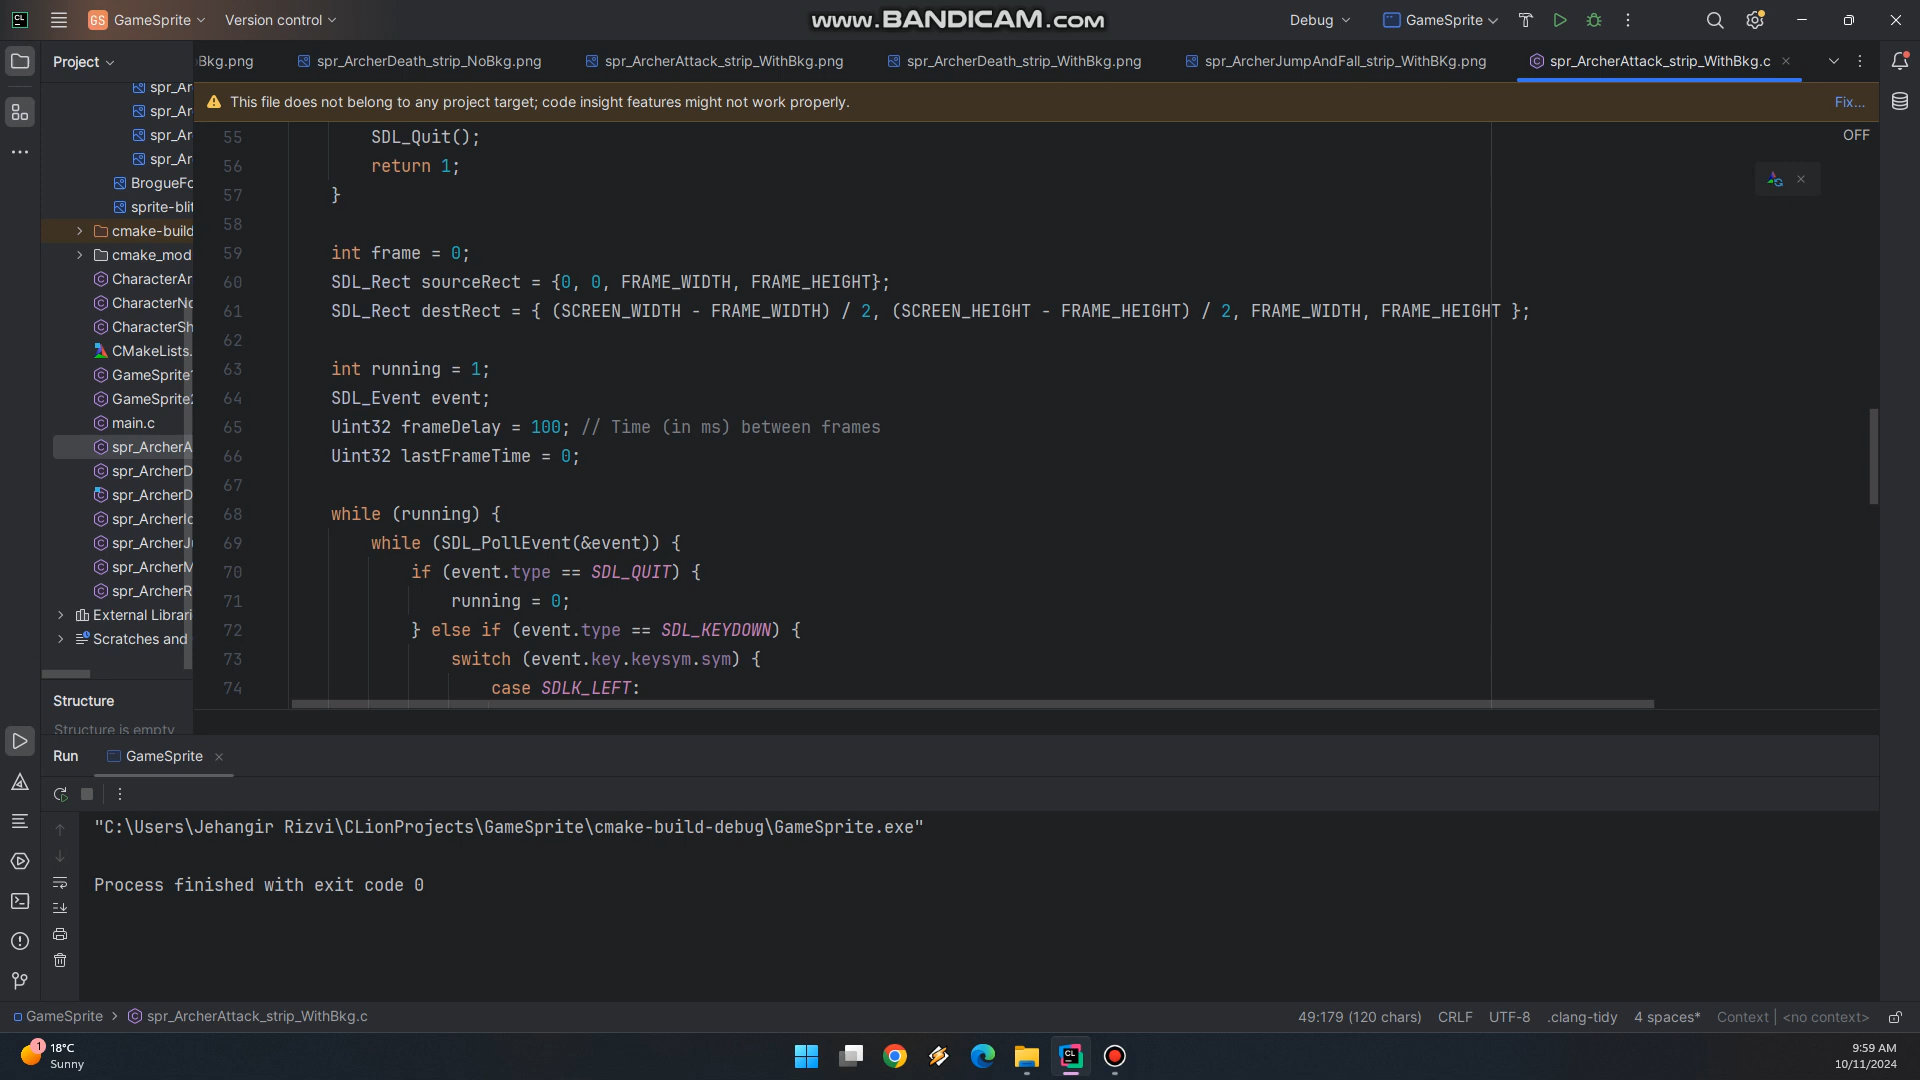 CL
GS GameSprite
Version control
www.BANDICAM.com
Debug
GameSprite
Project
Bkg.png
spr_ArcherDeath_strip_NoBkg.png
spr_ArcherAttack_strip_WithBkg.png
spr_ArcherDeath_strip_WithBkg.png
spr_ArcherJumpAndFall_strip_WithBKg.png
spr_ArcherAttack_strip_WithBkg.c
This file does not belong to any project target; code insight features might not work properly.
Fix...
OFF
spr_Ar
spr_Ar
spr_Ar
spr_Ar
BrogueFo
sprite-blit
cmake-build
cmake_mod
CharacterAr
CharacterNo
CharacterSh
CMakeLists.
GameSprite
GameSprite
main.c
spr_ArcherA
spr_ArcherD
spr_ArcherD
spr_ArcherIc
spr_ArcherJ
spr_ArcherM
spr_ArcherR
External Librari
Scratches and
Structure
Structure is empty
55 SDL_Quit();
56 return 1;
57 }
58
59 int frame = 0;
60 SDL_Rect sourceRect = {0, 0, FRAME_WIDTH, FRAME_HEIGHT};
61 SDL_Rect destRect = { (SCREEN_WIDTH - FRAME_WIDTH) / 2, (SCREEN_HEIGHT - FRAME_HEIGHT) / 2, FRAME_WIDTH, FRAME_HEIGHT };
62
63 int running = 1;
64 SDL_Event event;
65 Uint32 frameDelay = 100; // Time (in ms) between frames
66 Uint32 lastFrameTime = 0;
67
68 while (running) {
69 while (SDL_PollEvent(&event)) {
70 if (event.type == SDL_QUIT) {
71 running = 0;
72 } else if (event.type == SDL_KEYDOWN) {
73 switch (event.key.keysym.sym) {
74 case SDLK_LEFT:
Run
GameSprite
"C:\Users\Jehangir Rizvi\CLionProjects\GameSprite\cmake-build-debug\GameSprite.exe"
Process finished with exit code 0
GameSprite > spr_ArcherAttack_strip_WithBkg.c
49:179 (120 chars)
CRLF
UTF-8
.clang-tidy
4 spaces*
Context | <no context>
1
18°C
Sunny
CL
9:59 AM
10/11/2024